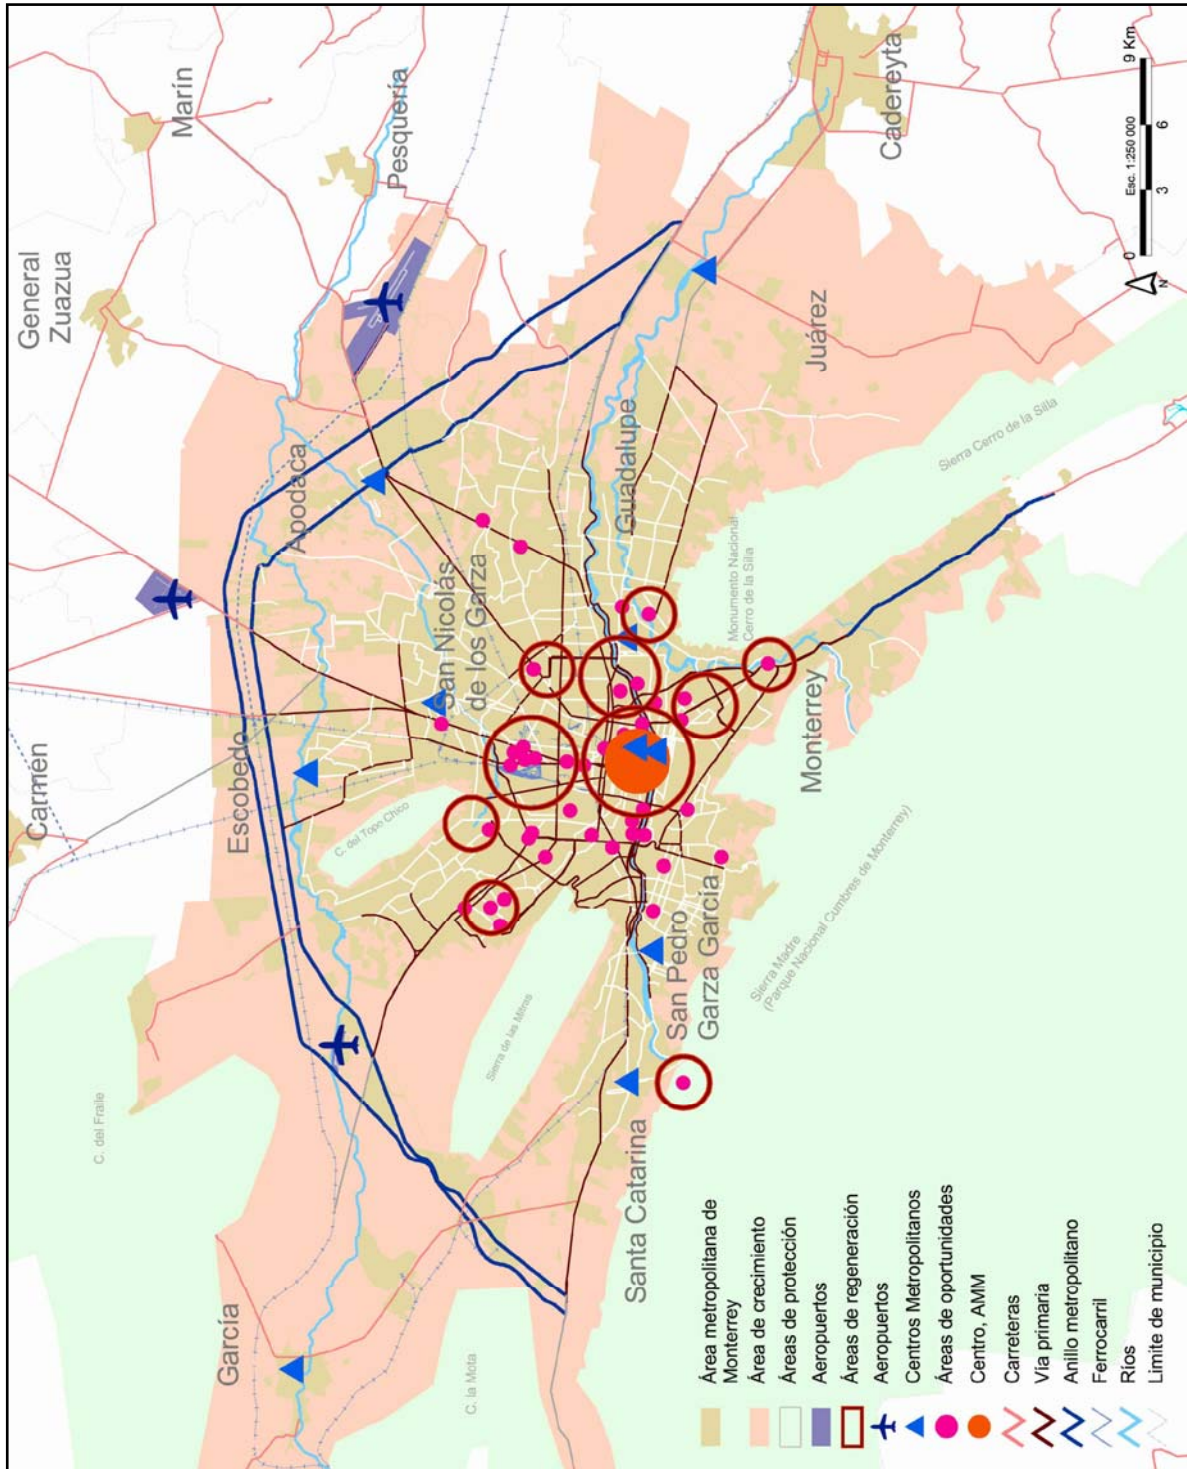 García
Carmén
General
Zuazua
Marín
C. del Fraile
Escobedo
Apodaca
Pesquería
C. del Topo Chico
San Nicolás
de los Garza
C. la Mota
Sierra de las Mitras
Santa Catarina
San Pedro
Garza García
Guadalupe
Monumento Nacional
Cerro de la Silla
Monterrey
Juárez
Cadereyta
Sierra Madre
(Parque Nacional Cumbres de Monterrey)
Sierra Cerro de la Silla
Área metropolitana de
Monterrey
Área de crecimiento
Áreas de protección
Aeropuertos
Áreas de regeneración
Aeropuertos
Centros Metropolitanos
Áreas de oportunidades
Centro, AMM
Carreteras
Via primaria
Anillo metropolitano
Ferrocarril
Ríos
Limite de municipio
N
Esc. 1:250 000
0 3 6 9 Km